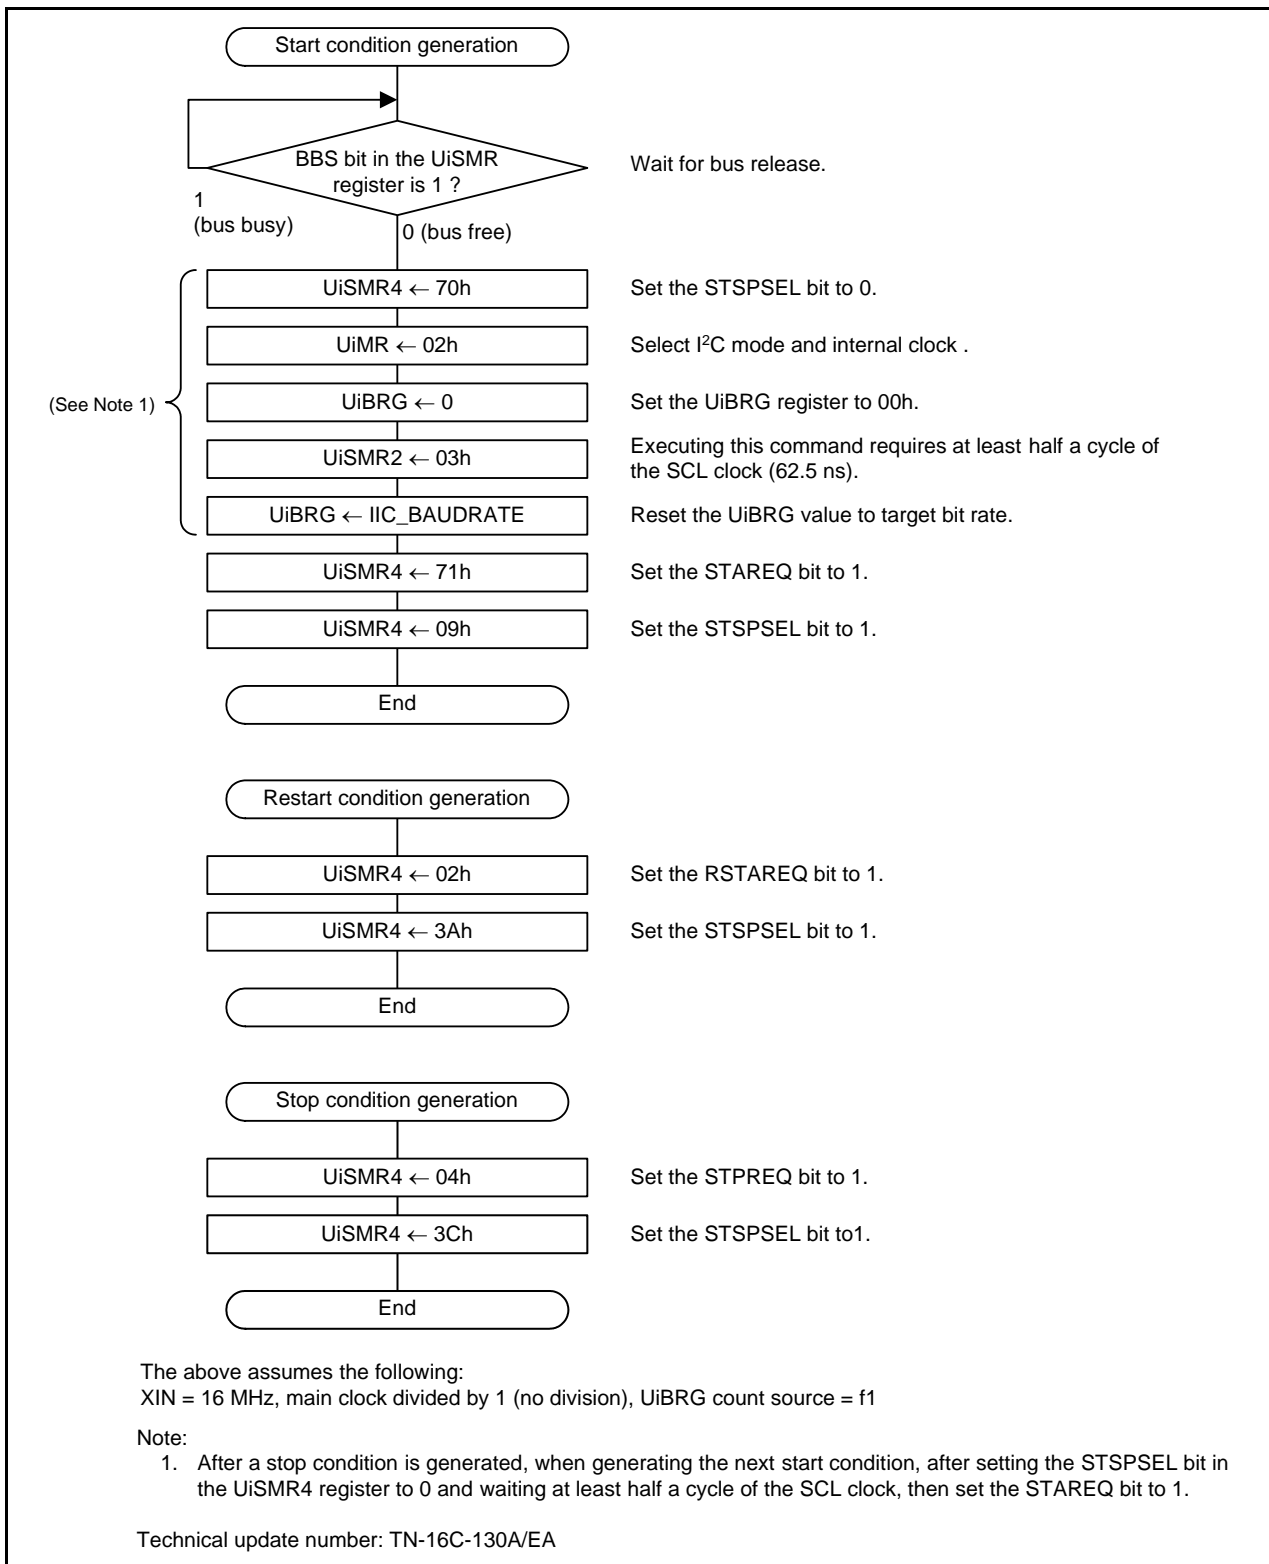 Start condition generation
BBS bit in the UiSMR
register is 1 ?
Wait for bus release.
1
(bus busy)
0 (bus free)
UiSMR4 ← 70h
Set the STSPSEL bit to 0.
UiMR ← 02h
Select I²C mode and internal clock .
(See Note 1)
UiBRG ← 0
Set the UiBRG register to 00h.
UiSMR2 ← 03h
Executing this command requires at least half a cycle of
the SCL clock (62.5 ns).
UiBRG ← IIC_BAUDRATE
Reset the UiBRG value to target bit rate.
UiSMR4 ← 71h
Set the STAREQ bit to 1.
UiSMR4 ← 09h
Set the STSPSEL bit to 1.
End
Restart condition generation
UiSMR4 ← 02h
Set the RSTAREQ bit to 1.
UiSMR4 ← 3Ah
Set the STSPSEL bit to 1.
End
Stop condition generation
UiSMR4 ← 04h
Set the STPREQ bit to 1.
UiSMR4 ← 3Ch
Set the STSPSEL bit to1.
End
The above assumes the following:
XIN = 16 MHz, main clock divided by 1 (no division), UiBRG count source = f1
Note:
1. After a stop condition is generated, when generating the next start condition, after setting the STSPSEL bit in
the UiSMR4 register to 0 and waiting at least half a cycle of the SCL clock, then set the STAREQ bit to 1.
Technical update number: TN-16C-130A/EA